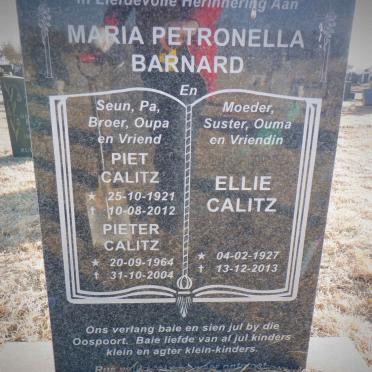 In Liefdevolle Herinnering Aan
MARIA PETRONELLA
BARNARD
En
Seun, Pa,
Broer, Oupa
en Vriend
PIET
CALITZ
★ 25-10-1921
† 10-08-2012
PIETER
CALITZ
★ 20-09-1964
† 31-10-2004
Moeder,
Suster, Ouma
en Vriendin
ELLIE
CALITZ
★ 04-02-1927
† 13-12-2013
Ons verlang baie en sien jul by die
Oospoort. Baie liefde van al jul kinders
klein en agter klein-kinders.